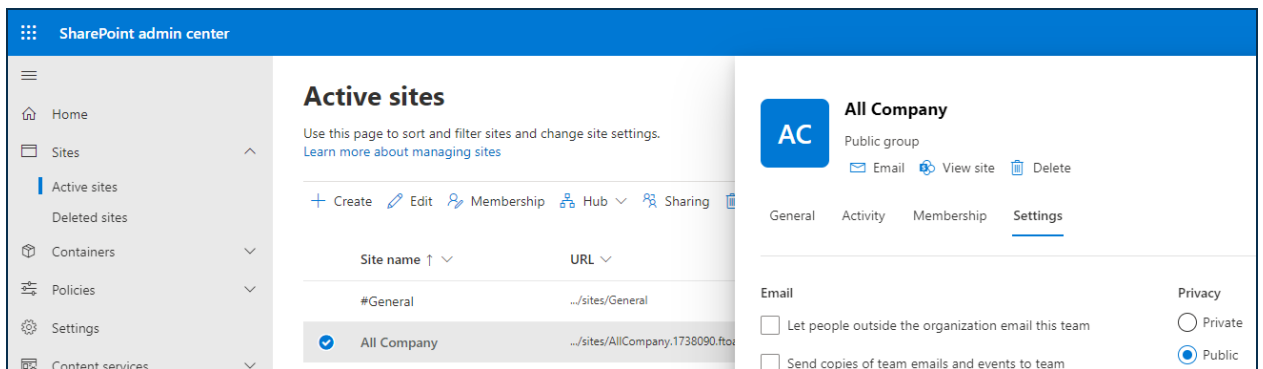 SharePoint admin center
Home
Sites
Active sites
Deleted sites
Containers
Policies
Settings
Content services
Active sites
Use this page to sort and filter sites and change site settings.
Learn more about managing sites
Create Edit Membership Hub Sharing
Site name ↑ URL
#General .../sites/General
All Company .../sites/AllCompany.1738090.ftoa
AC
All Company
Public group
Email View site Delete
General Activity Membership Settings
Email
Let people outside the organization email this team
Send copies of team emails and events to team
Privacy
Private
Public